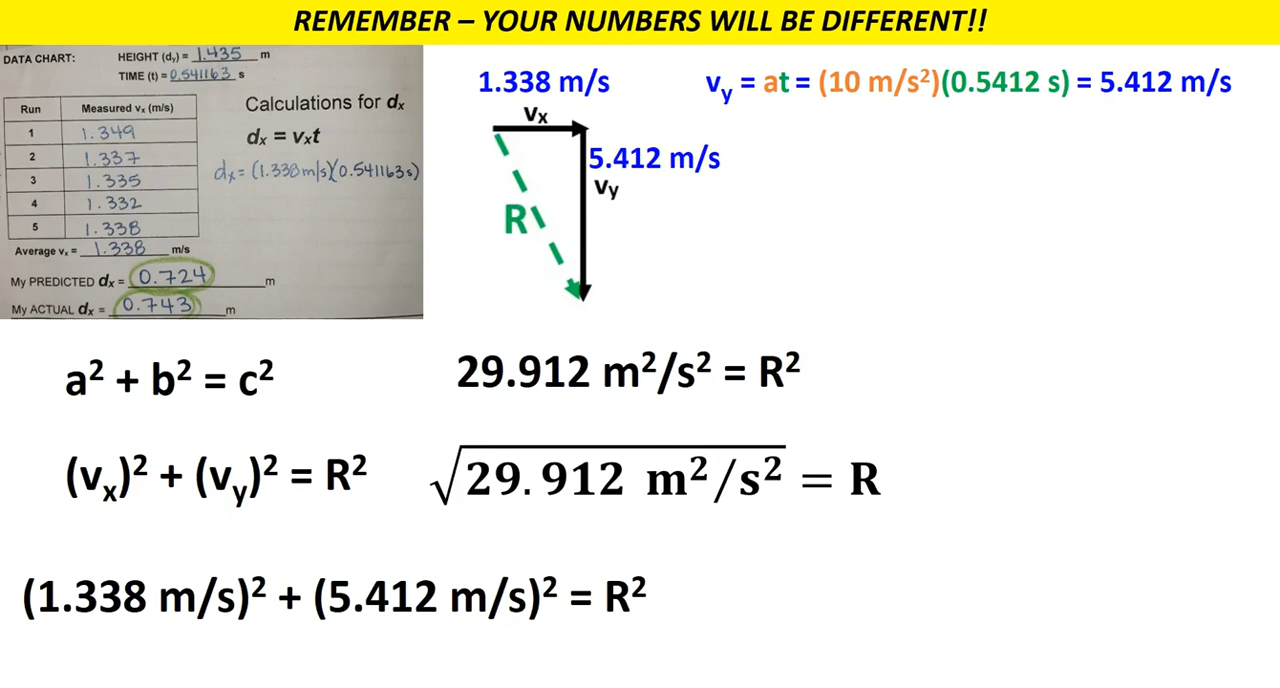 REMEMBER – YOUR NUMBERS WILL BE DIFFERENT!!
DATA CHART:
HEIGHT (dy) = 1.435 m
TIME (t) = 0.541163 s
Run Measured vx (m/s)
1 1.349
2 1.337
3 1.335
4 1.332
5 1.338
Average vx = 1.338 m/s
My PREDICTED dx = 0.724 m
My ACTUAL dx = 0.743 m
Calculations for dx
dx = vxt
dx = (1.338 m/s)(0.541163s)
1.338 m/s
vx
5.412 m/s
vy
R
vy = at = (10 m/s²)(0.5412 s) = 5.412 m/s
a² + b² = c²
(vx)² + (vy)² = R²
(1.338 m/s)² + (5.412 m/s)² = R²
29.912 m²/s² = R²
√29.912 m²/s² = R